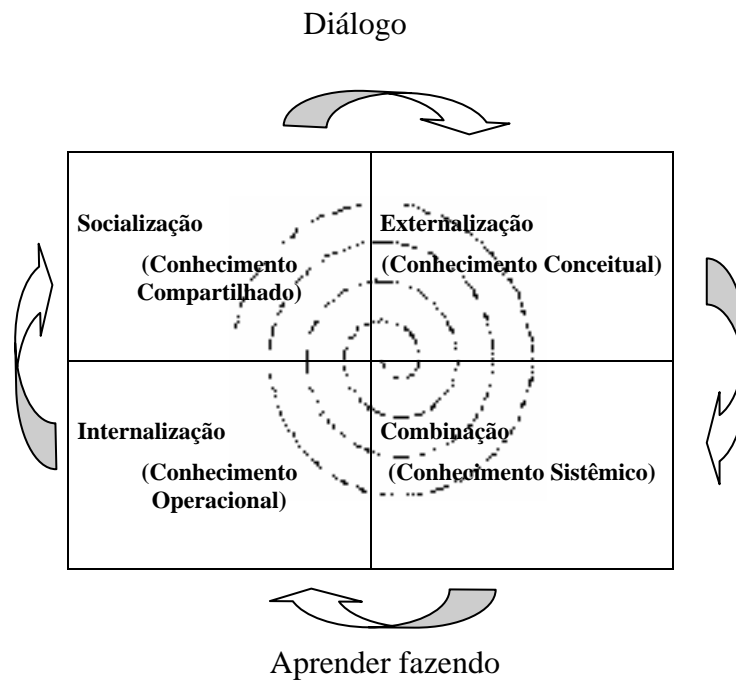 Diálogo
Socialização
(Conhecimento
Compartilhado)
Externalização
(Conhecimento Conceitual)
Internalização
(Conhecimento
Operacional)
Combinação
(Conhecimento Sistêmico)
Aprender fazendo